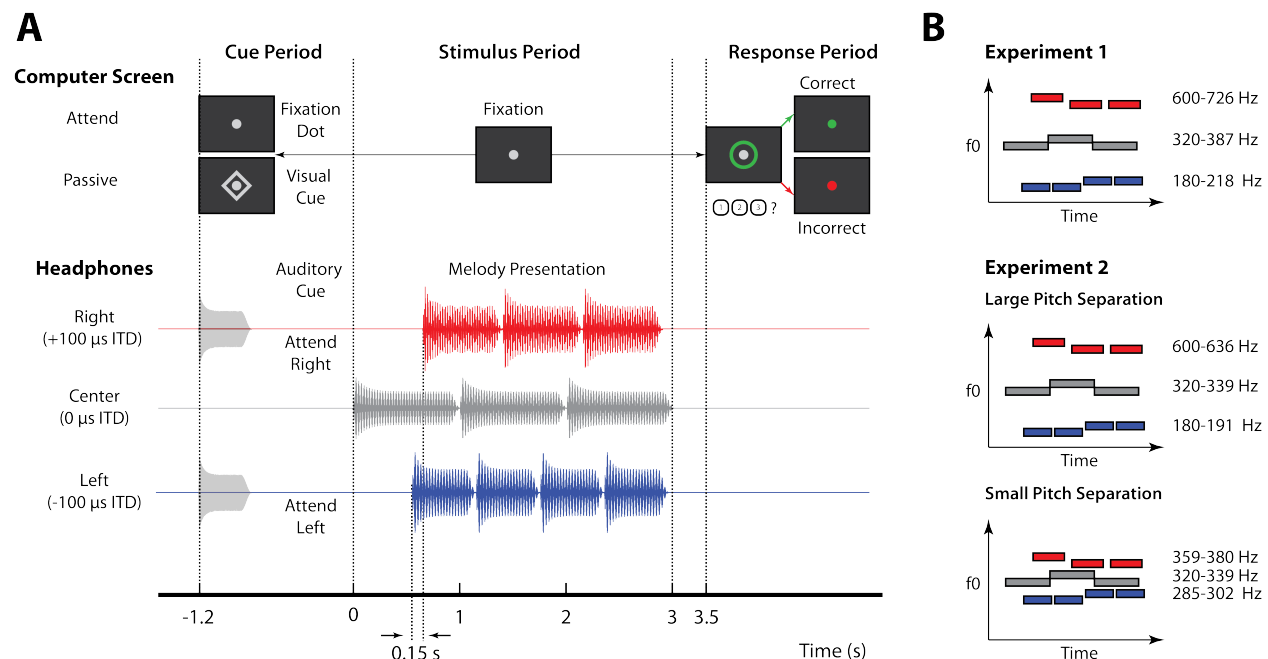 A
Cue Period
Stimulus Period
Response Period
Computer Screen
Correct
Attend
Fixation
Dot
Fixation
Passive
Visual
Cue
1 2 3 ?
Incorrect
Headphones
Auditory
Cue
Melody Presentation
Right
(+100 µs ITD)
Attend
Right
Center
(0 µs ITD)
Left
(-100 µs ITD)
Attend
Left
-1.2 0 1 2 3 3.5
0.15 s
Time (s)
B
Experiment 1
600-726 Hz
f0
320-387 Hz
180-218 Hz
Time
Experiment 2
Large Pitch Separation
600-636 Hz
f0
320-339 Hz
180-191 Hz
Time
Small Pitch Separation
359-380 Hz
f0
320-339 Hz
285-302 Hz
Time